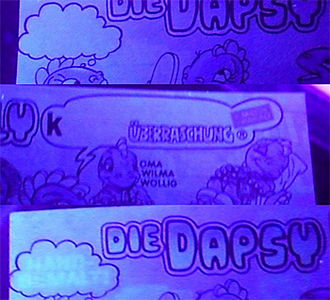 DIE DAPSY
Y k
ÜBERRASCHUNG
OMA
WILMA
WOLLIG
DIE DAPSY